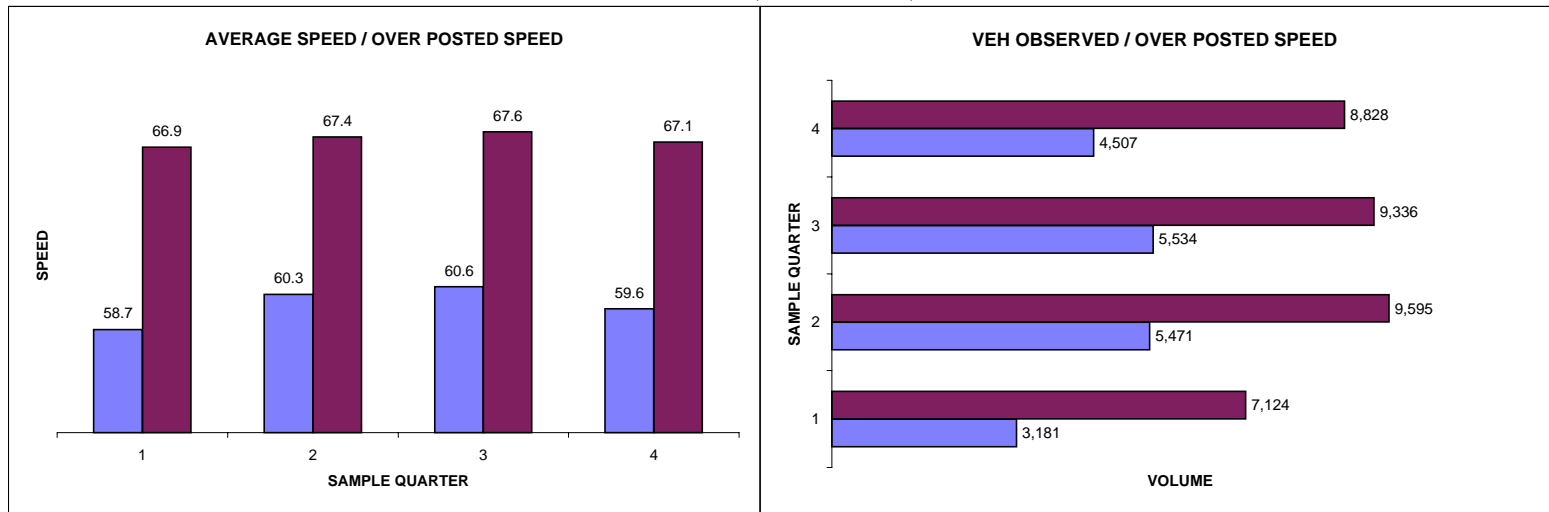 AVERAGE SPEED / OVER POSTED SPEED
66.9
67.4
67.6
67.1
58.7
60.3
60.6
59.6
SPEED
1 2 3 4
SAMPLE QUARTER
VEH OBSERVED / OVER POSTED SPEED
4
8,828
4,507
3
9,336
5,534
SAMPLE QUARTER
2
9,595
5,471
1
7,124
3,181
VOLUME